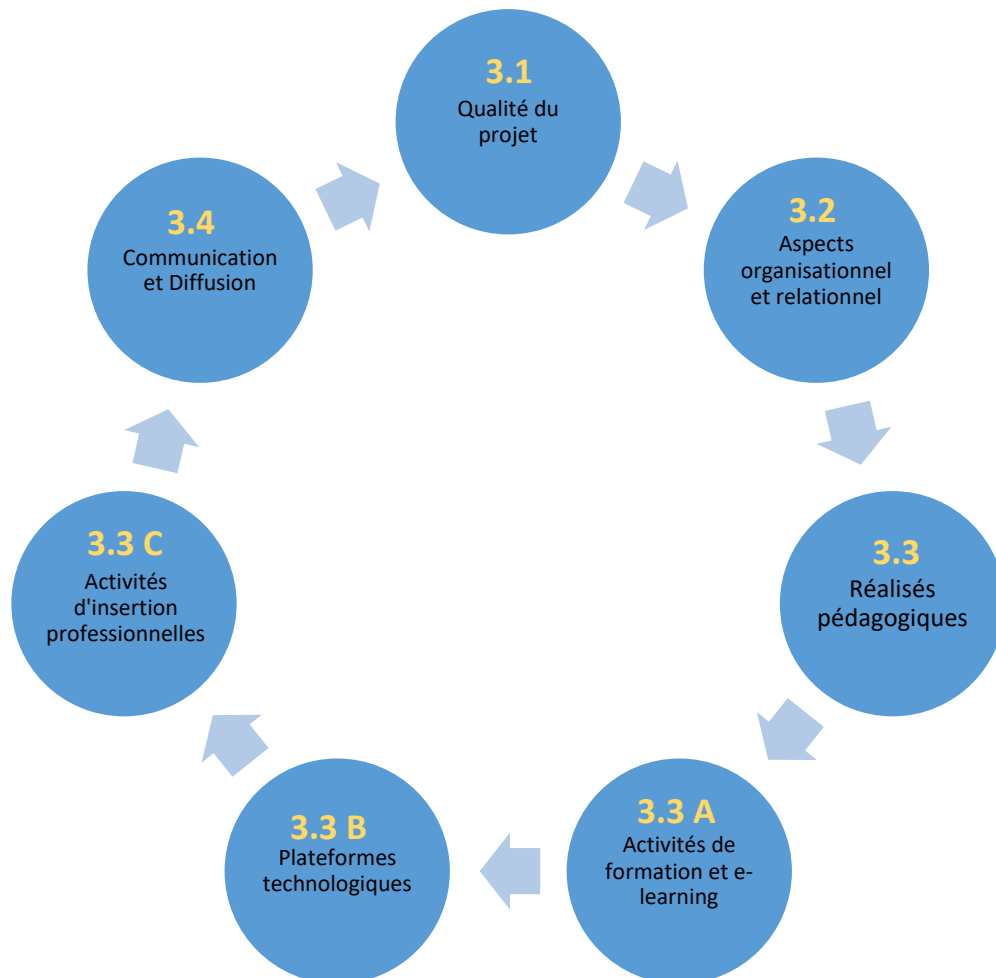 3.1
Qualité du
projet
3.2
Aspects
organisationnel
et relationnel
3.3
Réalisés
pédagogiques
3.3 A
Activités de
formation et e-
learning
3.3 B
Plateformes
technologiques
3.3 C
Activités
d'insertion
professionnelles
3.4
Communication
et Diffusion